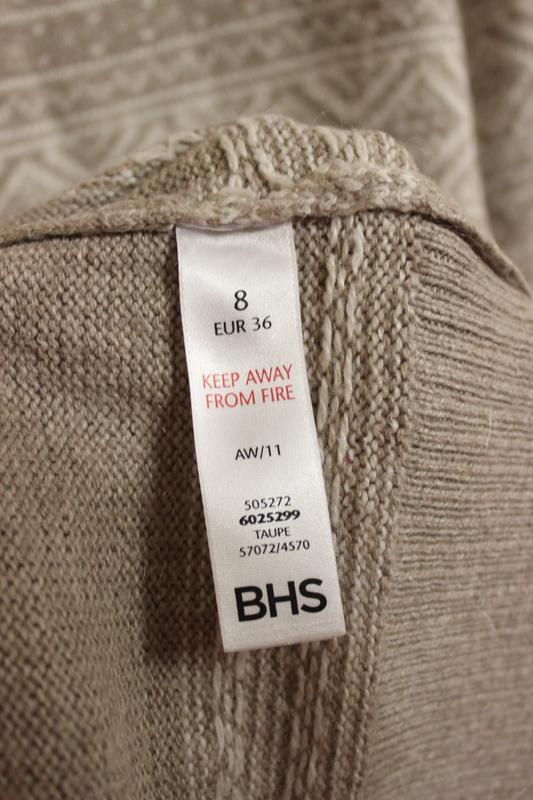 8
EUR 36
KEEP AWAY
FROM FIRE
AW/11
505272
6025299
TAUPE
57072/4570
BHS